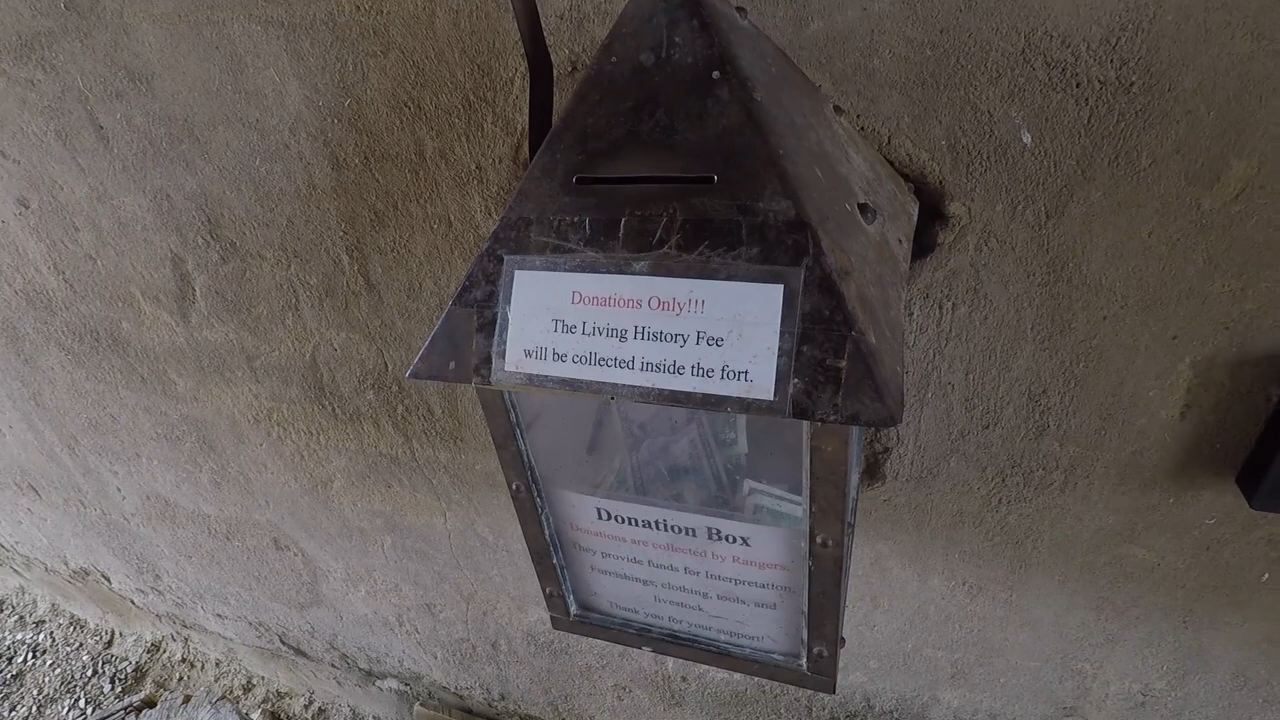 Donations Only!!!
The Living History Fee
will be collected inside the fort.
Donation Box
Donations are collected by Rangers.
They provide funds for Interpretation,
Furnishings, clothing, tools, and
livestock.
Thank you for your support!